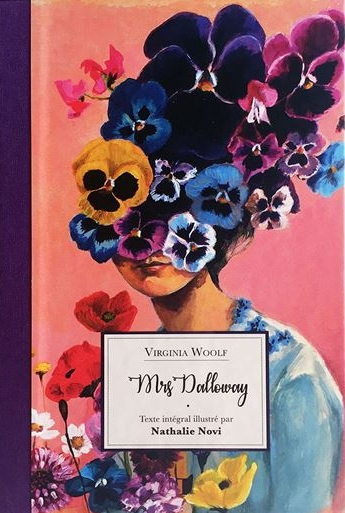 VIRGINIA WOOLF
Mrs Dalloway
Texte intégral illustré par
Nathalie Novi